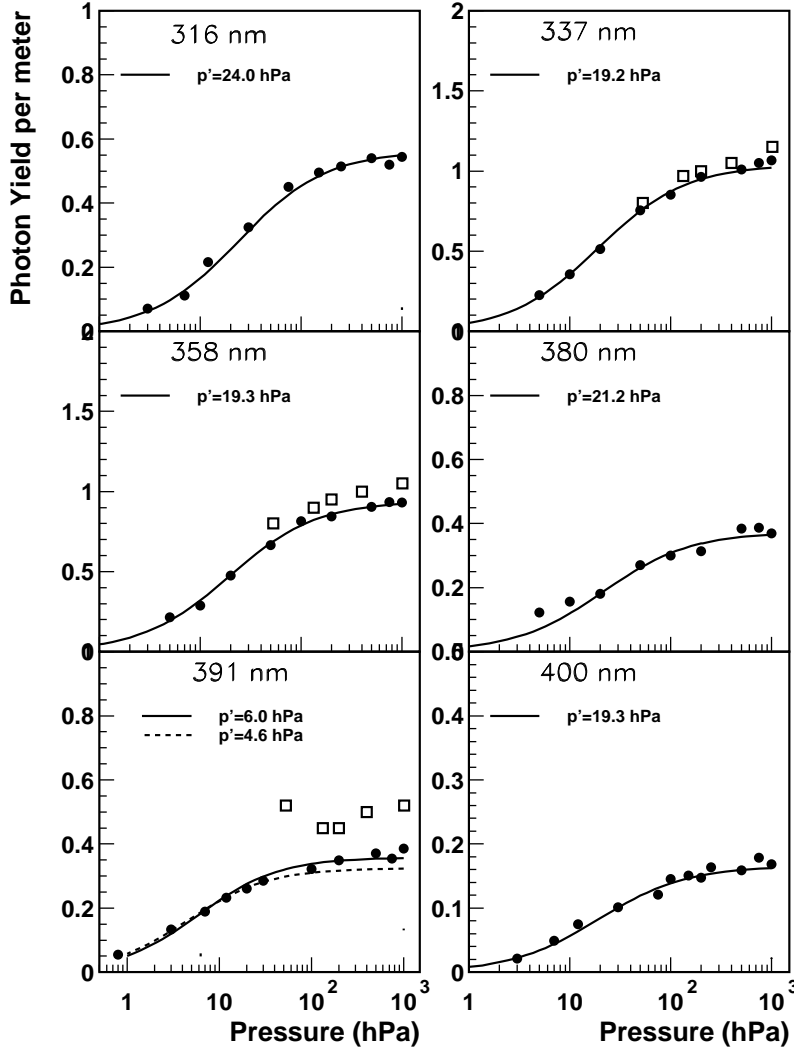 Photon Yield per meter
316 nm
p'=24.0 hPa
1
0.8
0.6
0.4
0.2
0
337 nm
p'=19.2 hPa
2
1.5
1
0.5
0
358 nm
p'=19.3 hPa
2
1.5
1
0.5
0
380 nm
p'=21.2 hPa
1
0.8
0.6
0.4
0.2
0
391 nm
p'=6.0 hPa
p'=4.6 hPa
1
0.8
0.6
0.4
0.2
0
1 10 10² 10³
Pressure (hPa)
400 nm
p'=19.3 hPa
0.5
0.4
0.3
0.2
0.1
0
1 10 10² 10³
Pressure (hPa)